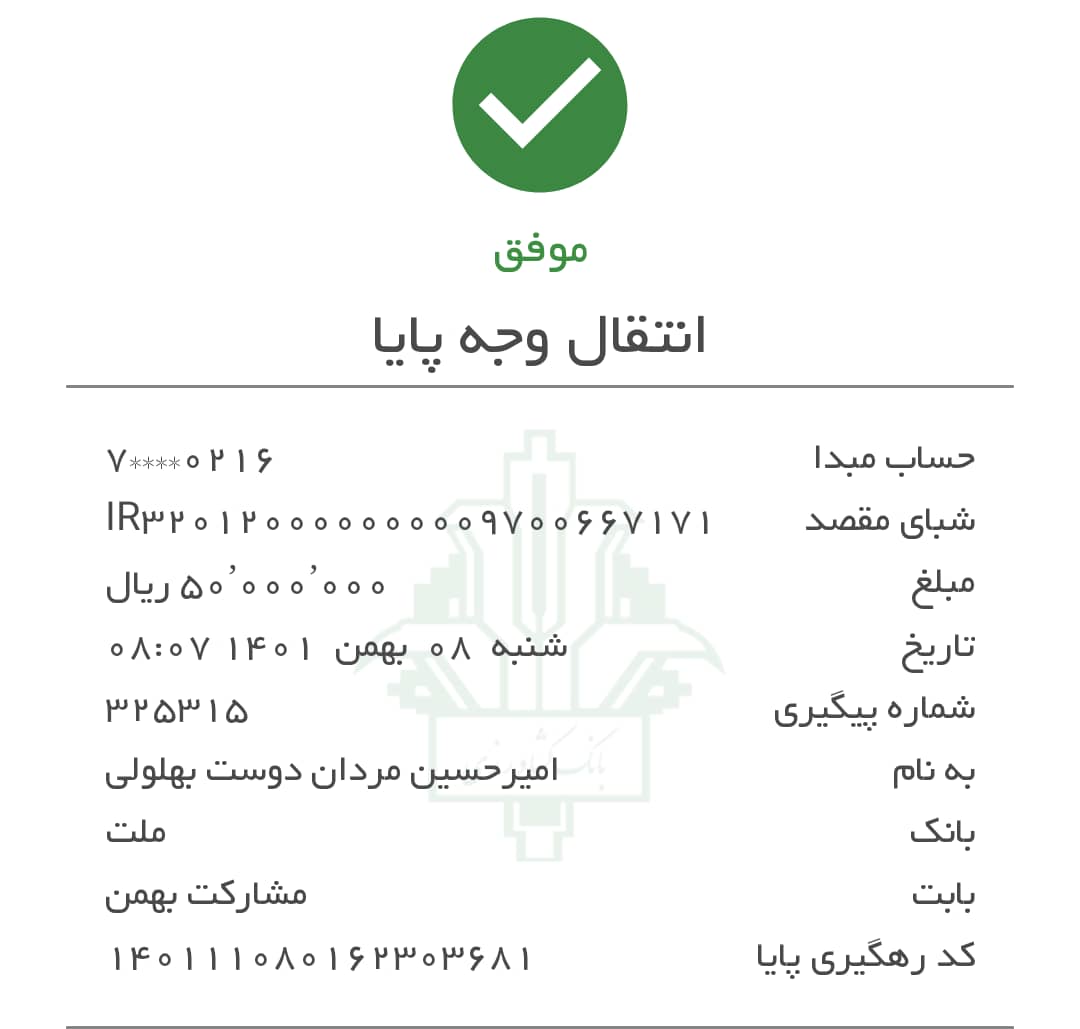 موفق
انتقال وجه پایا
حساب مبدا ۷****۰۲۱۶
شبای مقصد IR۳۲۰۱۲۰۰۰۰۰۰۰۰۰۰۹۷۰۰۶۶۷۱۷۱
مبلغ ۵۰٬۰۰۰٬۰۰۰ ریال
تاریخ شنبه ۰۸ بهمن ۱۴۰۱ ۰۸:۰۷
شماره پیگیری ۳۲۵۳۱۵
به نام امیرحسین مردان دوست بهلولی
بانک ملت
بابت مشارکت بهمن
کد رهگیری پایا ۱۴۰۱۱۱۰۸۰۱۶۲۳۰۳۶۸۱
بانک کشاورزی